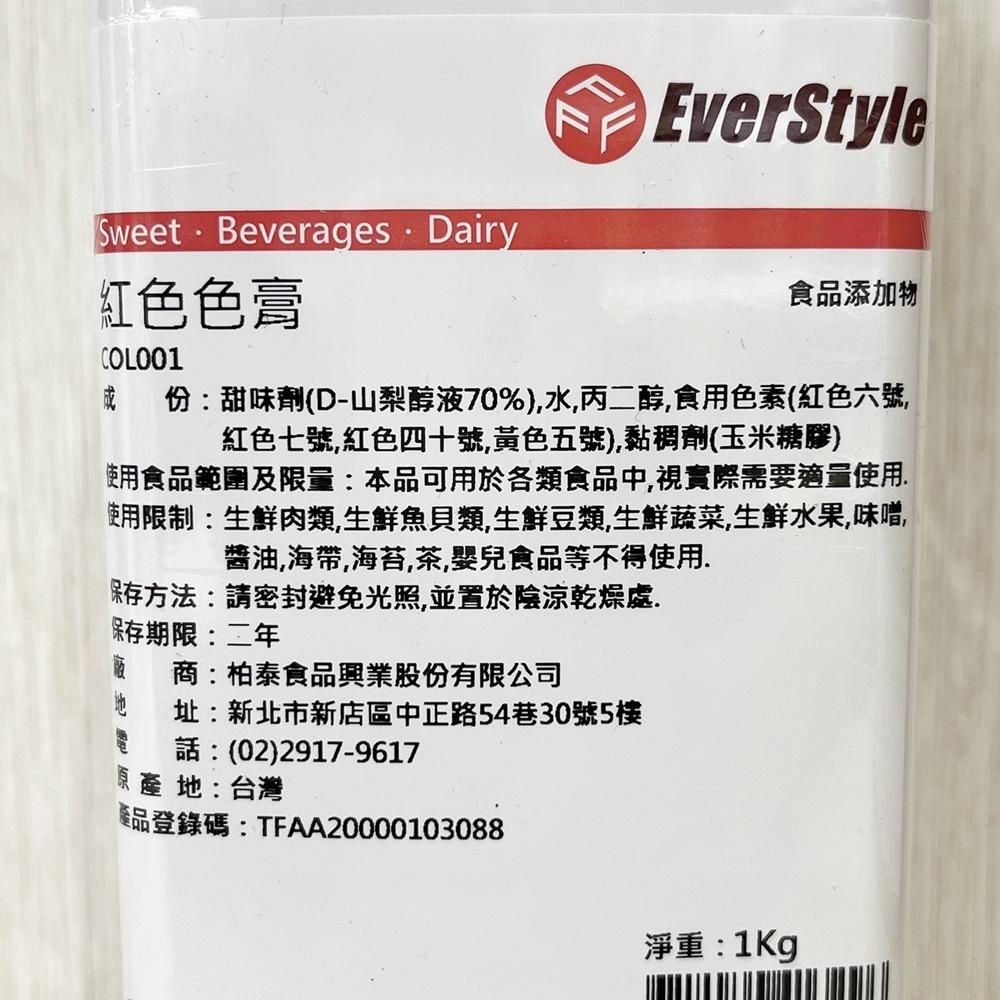 EverStyle
Sweet · Beverages · Dairy
紅色色膏
食品添加物
COL001
成 份：甜味劑(D-山梨醇液70%),水,丙二醇,食用色素(紅色六號,
紅色七號,紅色四十號,黃色五號),黏稠劑(玉米糖膠)
使用食品範圍及限量：本品可用於各類食品中,視實際需要適量使用.
使用限制：生鮮肉類,生鮮魚貝類,生鮮豆類,生鮮蔬菜,生鮮水果,味噌,
醬油,海帶,海苔,茶,嬰兒食品等不得使用.
保存方法：請密封避免光照,並置於陰涼乾燥處.
保存期限：二年
廠 商：柏泰食品興業股份有限公司
地 址：新北市新店區中正路54巷30號5樓
電 話：(02)2917-9617
原 產 地：台灣
產品登錄碼：TFAA20000103088
淨重：1Kg